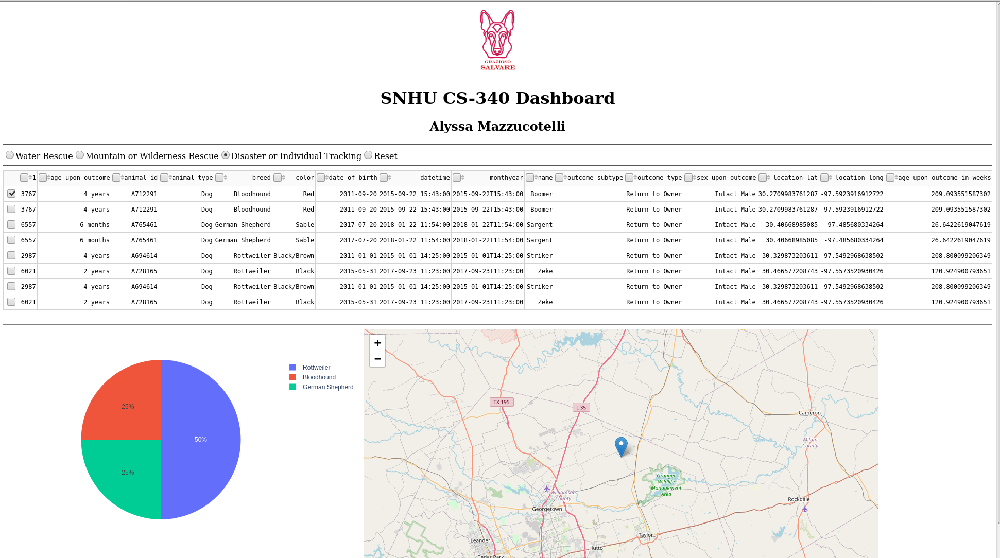 GRAZIOSO
SALVARE
SNHU CS-340 Dashboard
Alyssa Mazzucotelli
Water Rescue Mountain or Wilderness Rescue Disaster or Individual Tracking Reset
1 age_upon_outcome animal_id animal_type breed color date_of_birth datetime monthyear name outcome_subtype outcome_type sex_upon_outcome location_lat location_long age_upon_outcome_in_weeks
3767 4 years A712291 Dog Bloodhound Red 2011-09-20 2015-09-22 15:43:00 2015-09-22T15:43:00 Boomer Return to Owner Intact Male 30.2709983761287 -97.5923916912722 209.093551587302
3767 4 years A712291 Dog Bloodhound Red 2011-09-20 2015-09-22 15:43:00 2015-09-22T15:43:00 Boomer Return to Owner Intact Male 30.2709983761287 -97.5923916912722 209.093551587302
6557 6 months A765461 Dog German Shepherd Sable 2017-07-20 2018-01-22 11:54:00 2018-01-22T11:54:00 Sargent Return to Owner Intact Male 30.40668985085 -97.485680334264 26.6422619047619
6557 6 months A765461 Dog German Shepherd Sable 2017-07-20 2018-01-22 11:54:00 2018-01-22T11:54:00 Sargent Return to Owner Intact Male 30.40668985085 -97.485680334264 26.6422619047619
2987 4 years A694614 Dog Rottweiler Black/Brown 2011-01-01 2015-01-01 14:25:00 2015-01-01T14:25:00 Striker Return to Owner Intact Male 30.329873203611 -97.5492968638502 208.800099206349
6021 2 years A728165 Dog Rottweiler Black 2015-05-31 2017-09-23 11:23:00 2017-09-23T11:23:00 Zeke Return to Owner Intact Male 30.466577208743 -97.5573520930426 120.924900793651
2987 4 years A694614 Dog Rottweiler Black/Brown 2011-01-01 2015-01-01 14:25:00 2015-01-01T14:25:00 Striker Return to Owner Intact Male 30.329873203611 -97.5492968638502 208.800099206349
6021 2 years A728165 Dog Rottweiler Black 2015-05-31 2017-09-23 11:23:00 2017-09-23T11:23:00 Zeke Return to Owner Intact Male 30.466577208743 -97.5573520930426 120.924900793651
Rottweiler
Bloodhound
German Shepherd
25%
50%
25%
+
−
TX 195
I 35
Cameron
Milam
County
Granger
Wildlife
Management
Area
Williamson
County
Georgetown
Rockdale
Taylor
Leander
Hutto
Cedar Park